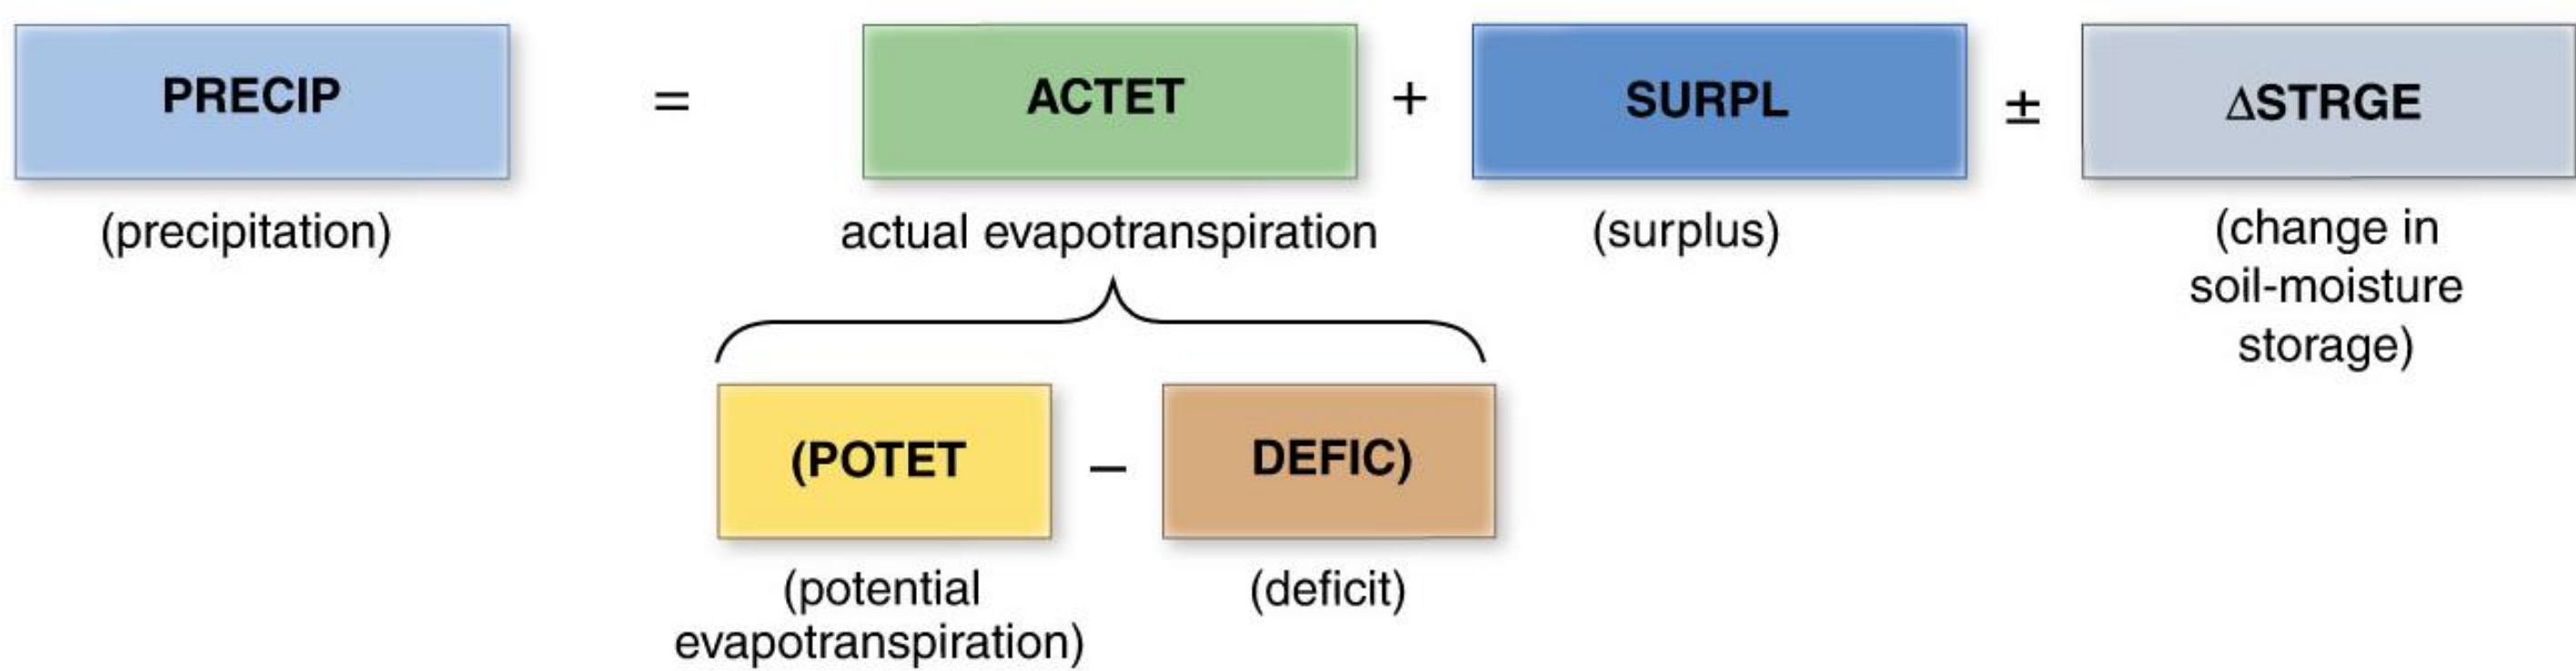 PRECIP = ACTET + SURPL ± ΔSTRGE
(precipitation) actual evapotranspiration (surplus) (change in
soil-moisture
storage)
(POTET – DEFIC)
(potential (deficit)
evapotranspiration)